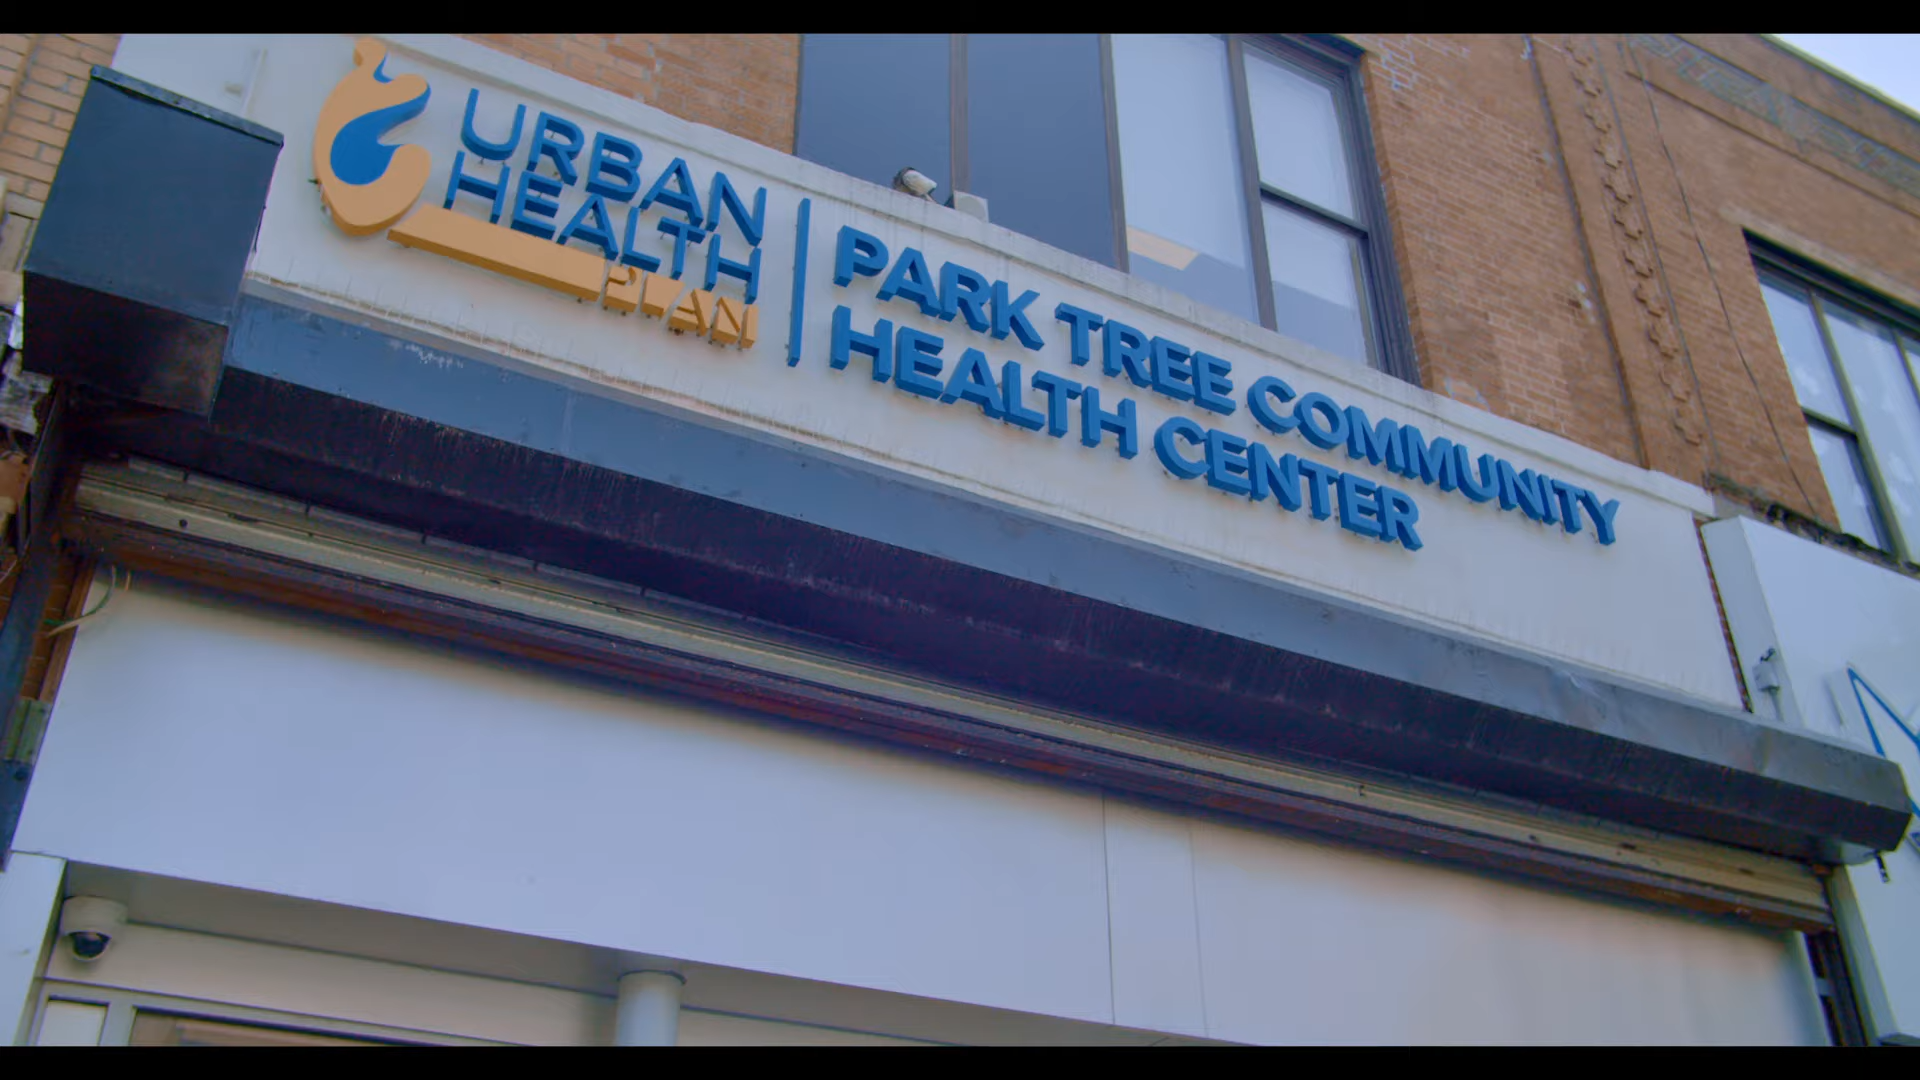 URBAN
HEALTH
PLAN
PARK TREE COMMUNITY
HEALTH CENTER